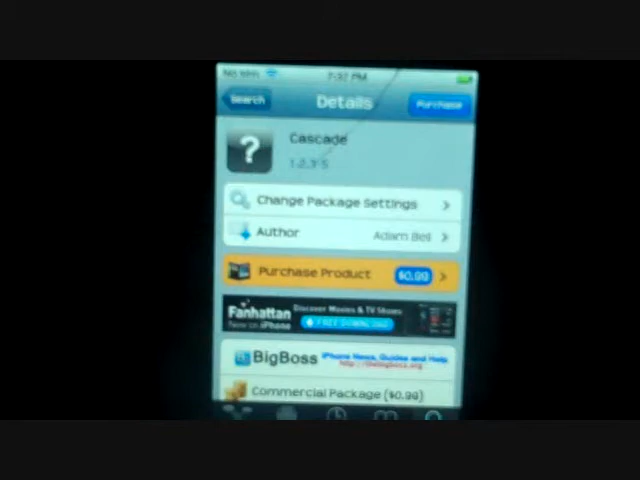 No SIM 7:37 PM
Search Details Purchase
?
Cascade
Change Package Settings
Author Adam Bell
Purchase Product $0.99
Fanhattan Discover Movies & TV Shows
Now on iPhone FREE DOWNLOAD
BigBoss iPhone News, Guides and Help
http://thebigboss.org
Commercial Package ($0.99)